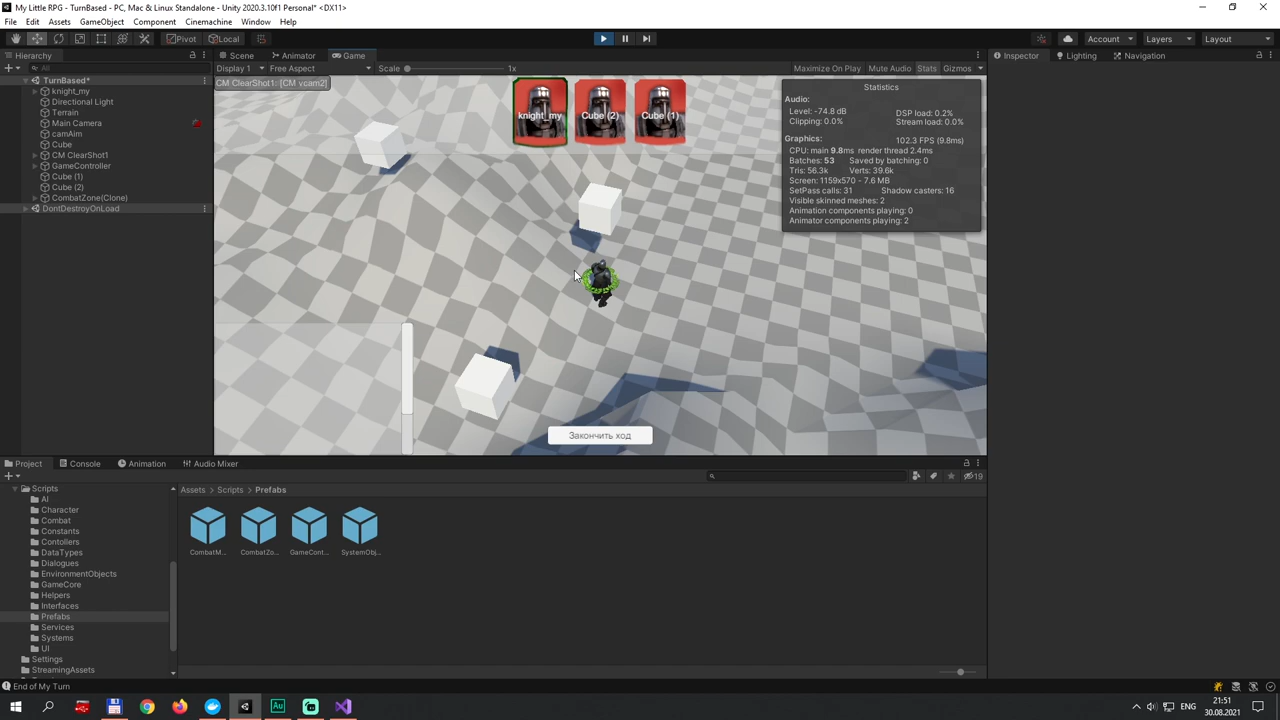 My Little RPG - TurnBased - PC, Mac & Linux Standalone - Unity 2020.3.10f1 Personal* <DX11>
File Edit Assets GameObject Component Cinemachine Window Help
Pivot Local Account Layers Layout
Hierarchy Scene Animator Game Inspector Lighting Navigation
All Display 1 Free Aspect Scale 1x Maximize On Play Mute Audio Stats Gizmos
TurnBased*
knight_my
Directional Light
Terrain
Main Camera
camAim
Cube
CM ClearShot1
GameController
Cube (1)
Cube (2)
CombatZone(Clone)
DontDestroyOnLoad
CM ClearShot1: [CM vcam2]
knight_my Cube (2) Cube (1)
Statistics
Audio:
Level: -74.8 dB DSP load: 0.2%
Clipping: 0.0% Stream load: 0.0%
Graphics: 102.3 FPS (9.8ms)
CPU: main 9.8ms render thread 2.4ms
Batches: 53 Saved by batching: 0
Tris: 56.3k Verts: 39.6k
Screen: 1159x570 - 7.6 MB
SetPass calls: 31 Shadow casters: 16
Visible skinned meshes: 2
Animation components playing: 0
Animator components playing: 2
Закончить ход
Project Console Animation Audio Mixer
19
Scripts
AI
Character
Combat
Constants
Contollers
DataTypes
Dialogues
EnvironmentObjects
GameCore
Helpers
Interfaces
Prefabs
Services
Systems
UI
Settings
StreamingAssets
Assets Scripts Prefabs
CombatM... CombatZo... GameCont... SystemObj...
End of My Turn
Au
ENG
21:51
30.08.2021